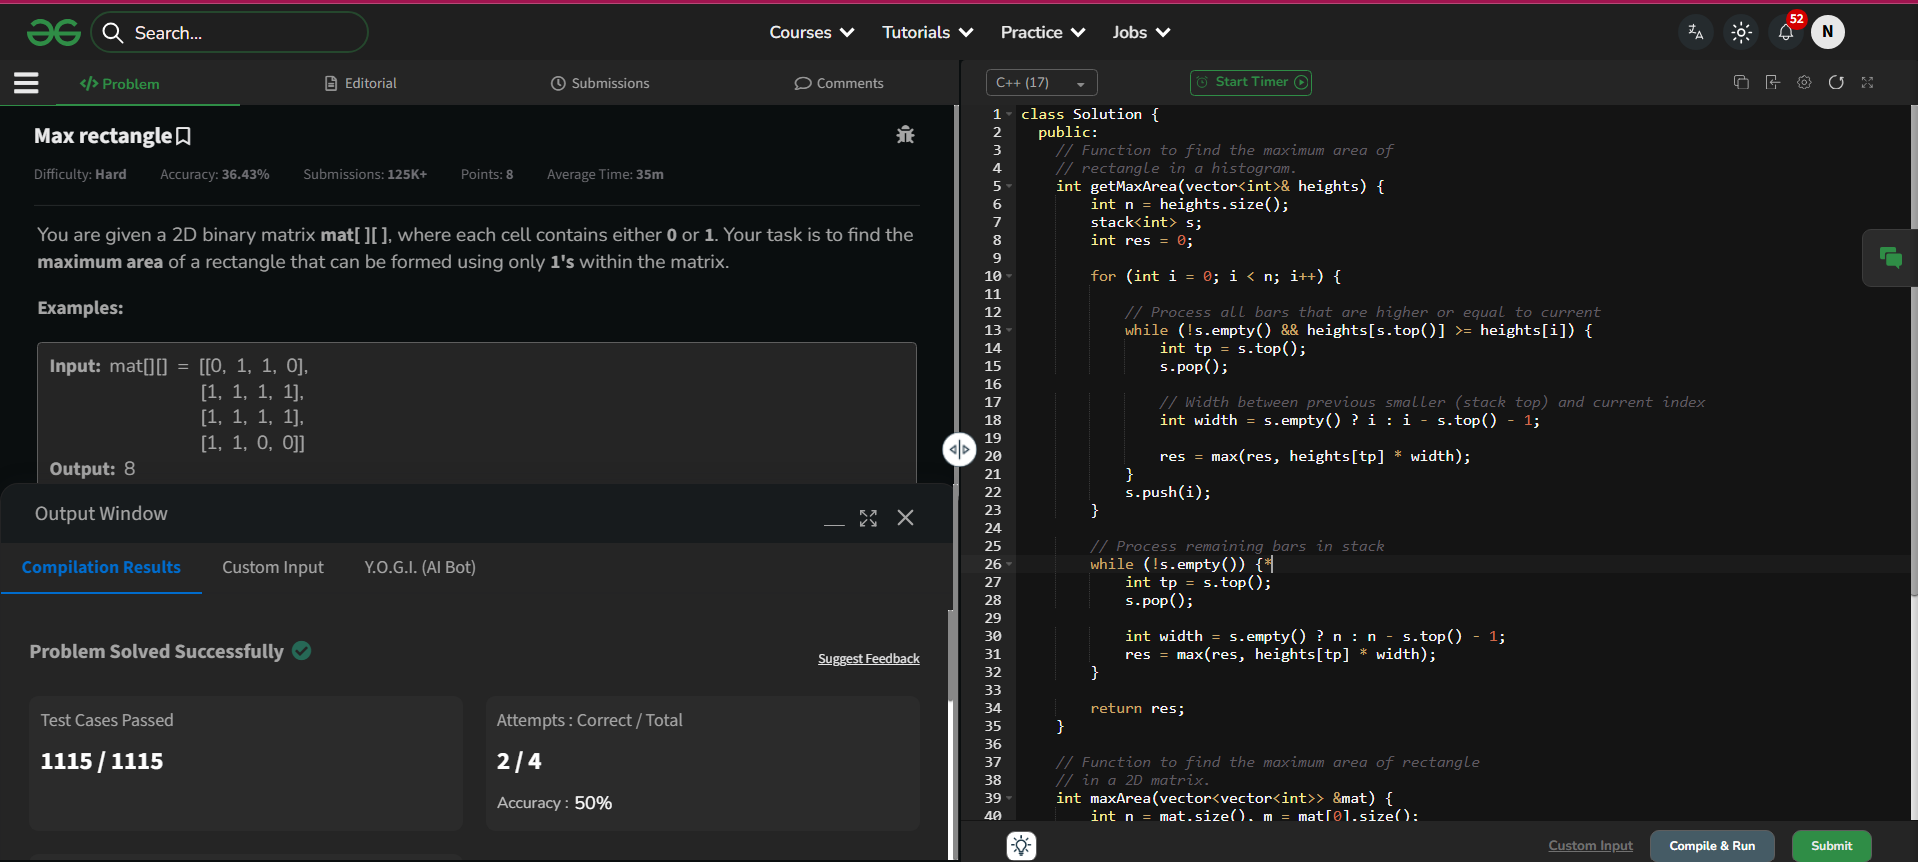 Search...
Courses Tutorials Practice Jobs
52
N
</> Problem Editorial Submissions Comments
Max rectangle
Difficulty: Hard Accuracy: 36.43% Submissions: 125K+ Points: 8 Average Time: 35m
You are given a 2D binary matrix mat[ ][ ], where each cell contains either 0 or 1. Your task is to find the
maximum area of a rectangle that can be formed using only 1's within the matrix.
Examples:
Input: mat[][] = [[0, 1, 1, 0],
[1, 1, 1, 1],
[1, 1, 1, 1],
[1, 1, 0, 0]]
Output: 8
Output Window
Compilation Results Custom Input Y.O.G.I. (AI Bot)
Problem Solved Successfully
Suggest Feedback
Test Cases Passed
1115 / 1115
Attempts : Correct / Total
2 / 4
Accuracy : 50%
C++ (17) Start Timer
1 class Solution {
2 public:
3 // Function to find the maximum area of
4 // rectangle in a histogram.
5 int getMaxArea(vector<int>& heights) {
6 int n = heights.size();
7 stack<int> s;
8 int res = 0;
9
10 for (int i = 0; i < n; i++) {
11
12 // Process all bars that are higher or equal to current
13 while (!s.empty() && heights[s.top()] >= heights[i]) {
14 int tp = s.top();
15 s.pop();
16
17 // Width between previous smaller (stack top) and current index
18 int width = s.empty() ? i : i - s.top() - 1;
19
20 res = max(res, heights[tp] * width);
21 }
22 s.push(i);
23 }
24
25 // Process remaining bars in stack
26 while (!s.empty()) {*
27 int tp = s.top();
28 s.pop();
29
30 int width = s.empty() ? n : n - s.top() - 1;
31 res = max(res, heights[tp] * width);
32 }
33
34 return res;
35 }
36
37 // Function to find the maximum area of rectangle
38 // in a 2D matrix.
39 int maxArea(vector<vector<int>> &mat) {
40 int n = mat.size(), m = mat[0].size();
Custom Input Compile & Run Submit